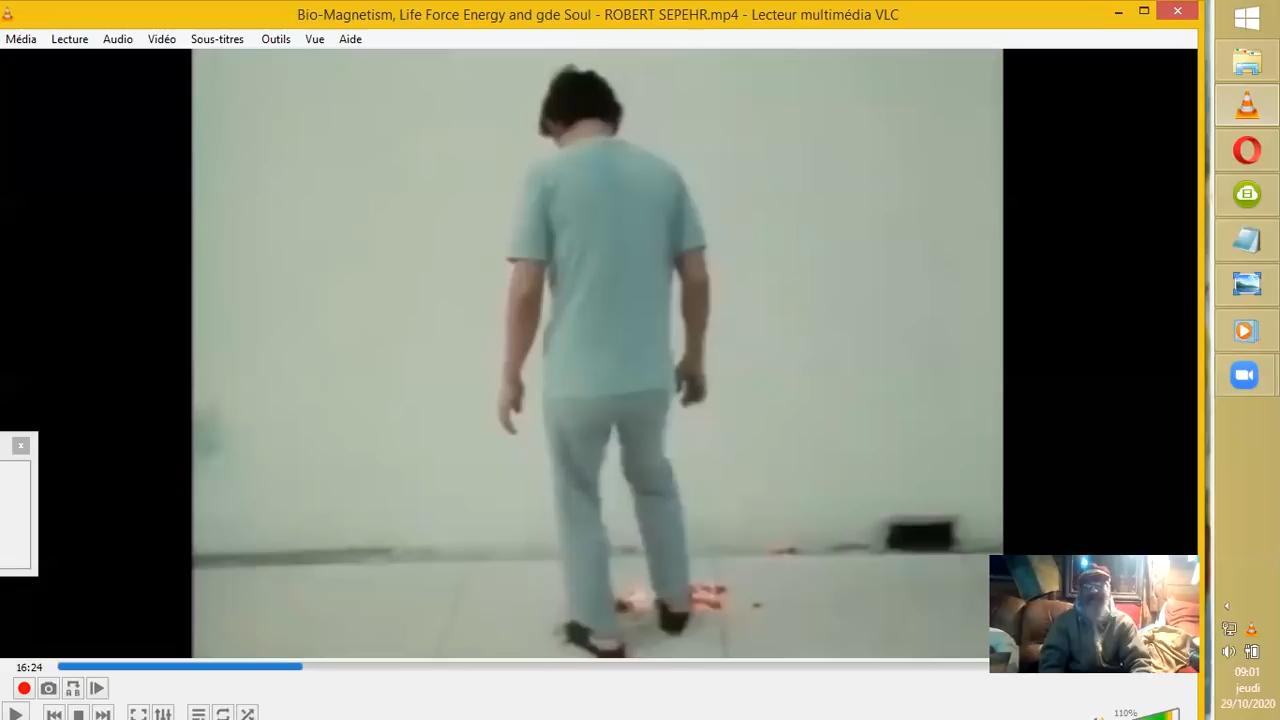 Bio-Magnetism, Life Force Energy and gde Soul - ROBERT SEPEHR.mp4 - Lecteur multimédia VLC
Média Lecture Audio Vidéo Sous-titres Outils Vue Aide
x
16:24
110%
09:01
jeudi
29/10/2020